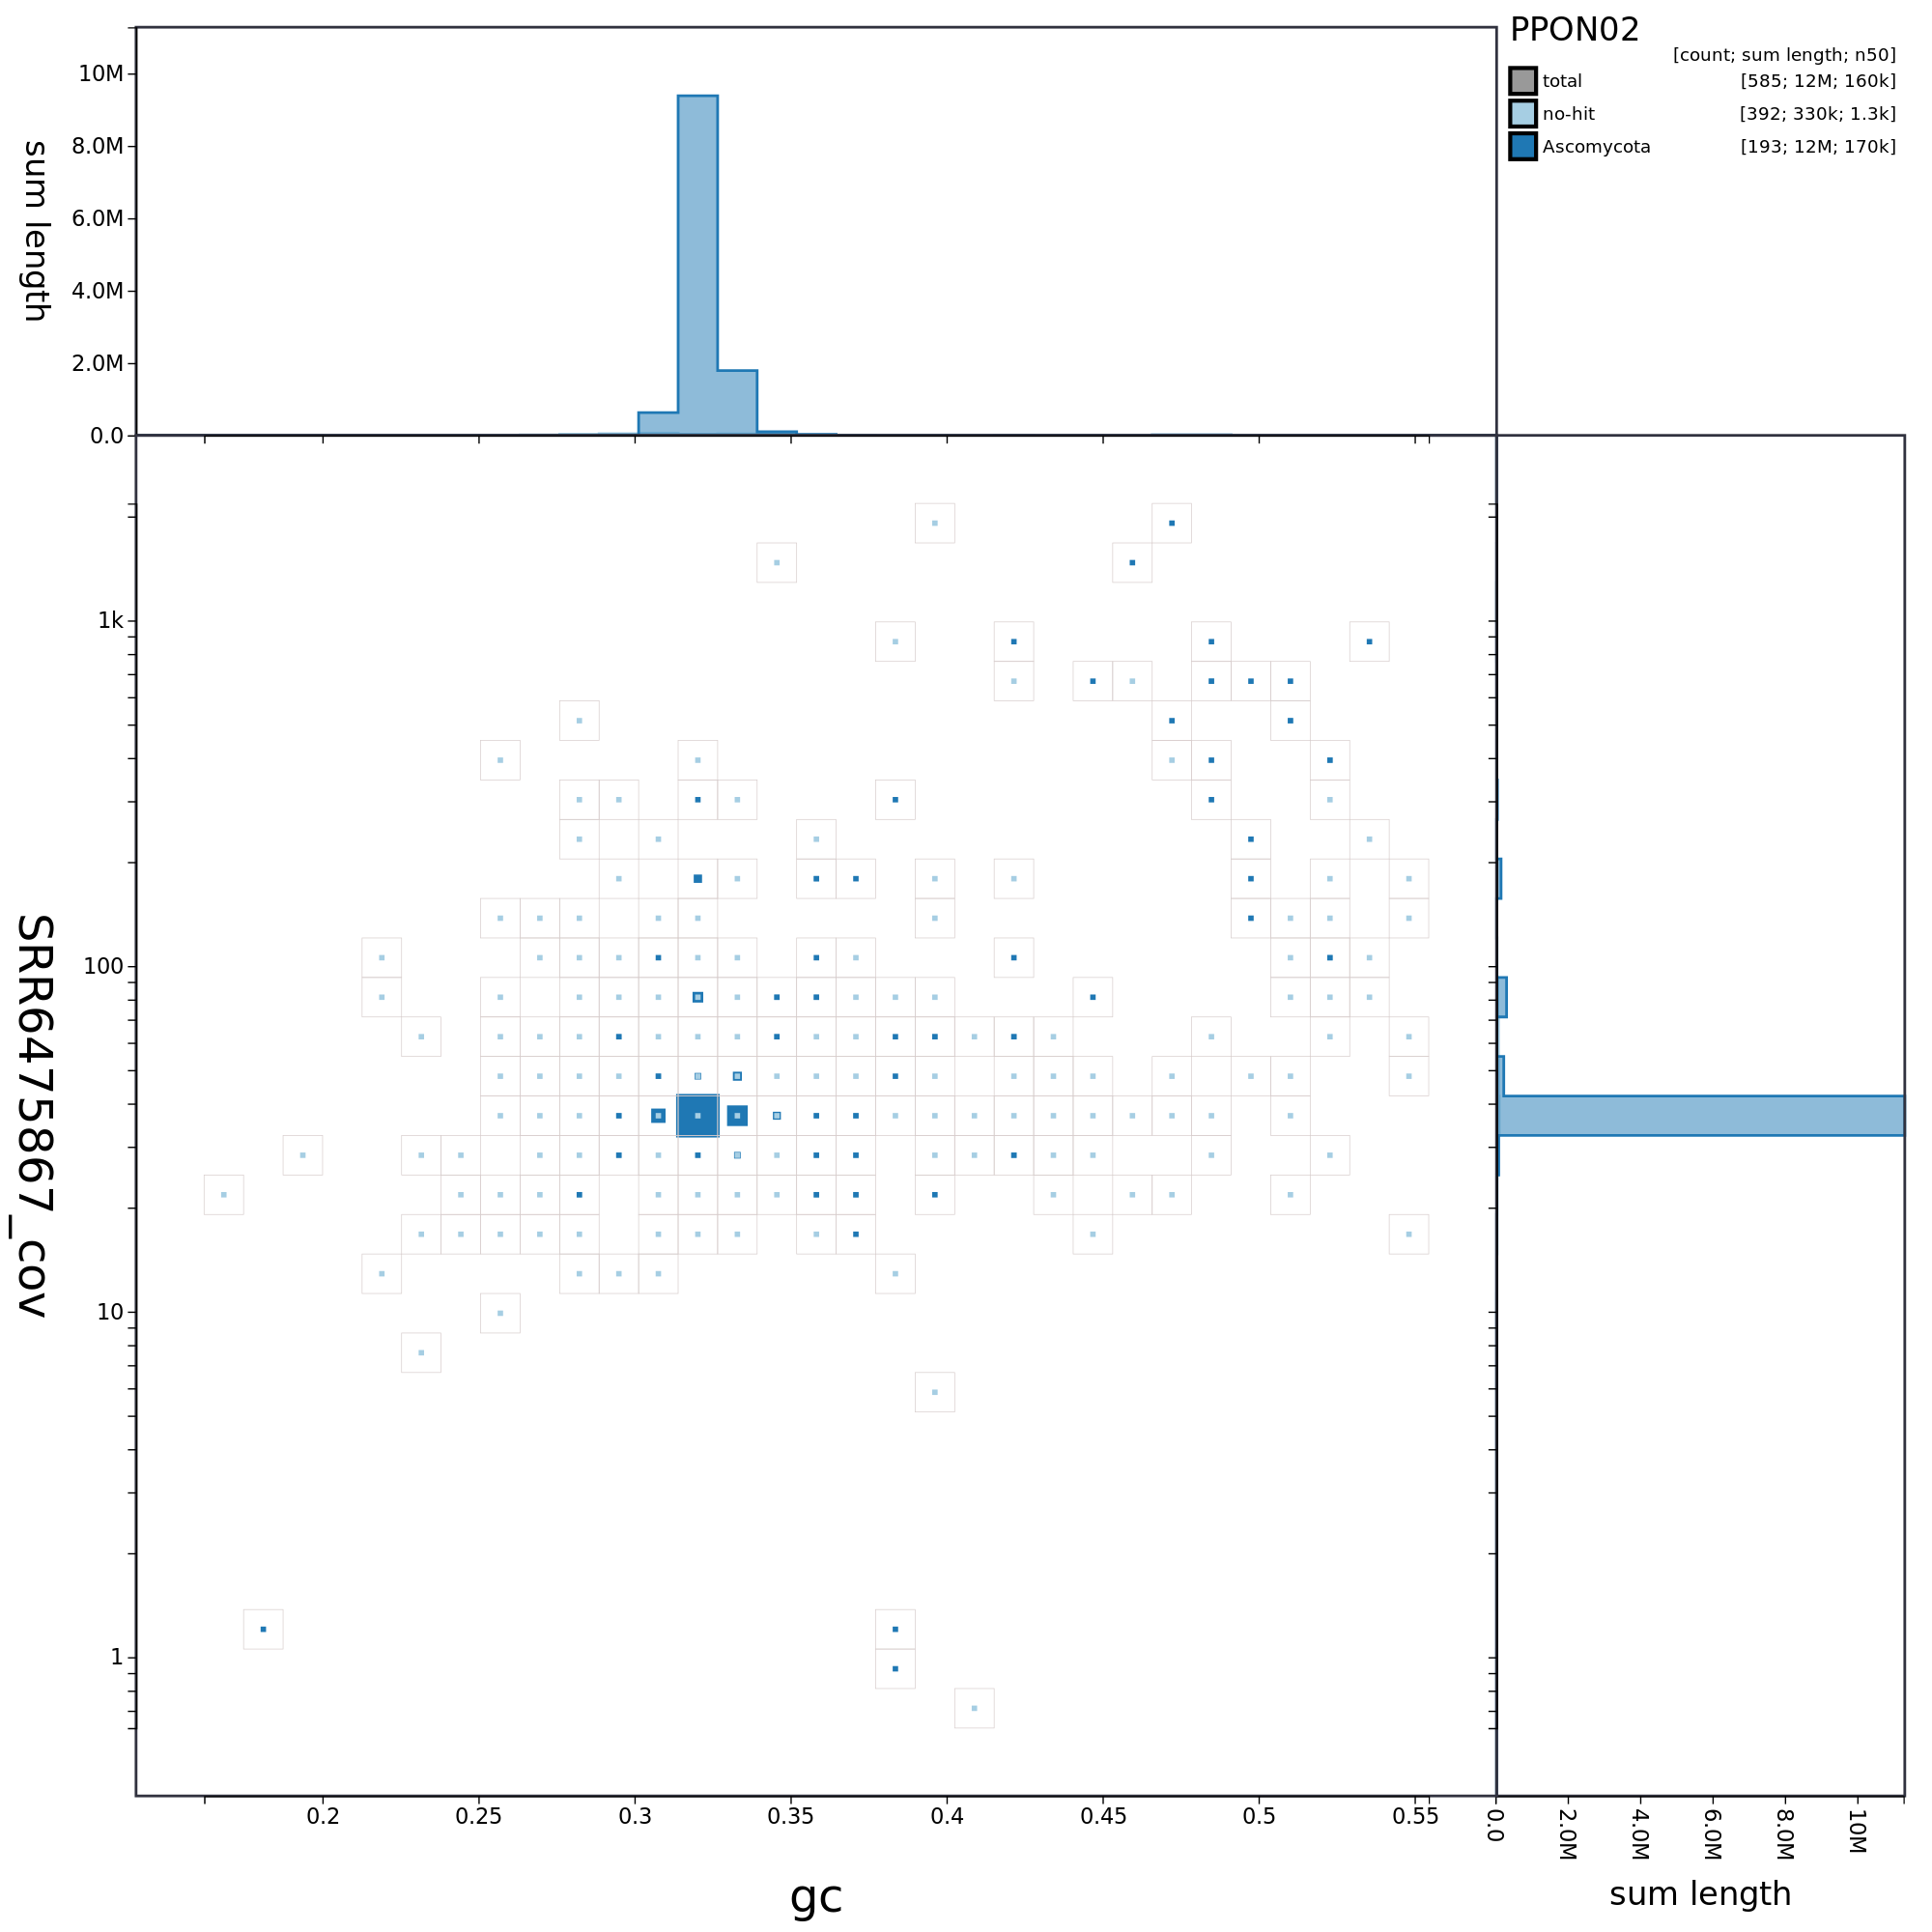 PPON02
[count; sum length; n50]
total [585; 12M; 160k]
no-hit [392; 330k; 1.3k]
Ascomycota [193; 12M; 170k]
sum length
10M
8.0M
6.0M
4.0M
2.0M
0.0
SRR6475867_cov
1k
100
10
1
0.2 0.25 0.3 0.35 0.4 0.45 0.5 0.55
gc
0.0 2.0M 4.0M 6.0M 8.0M 10M
sum length